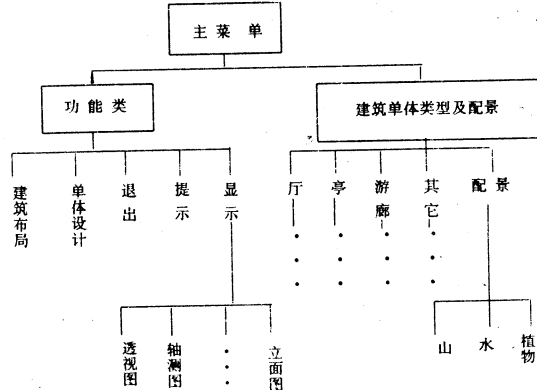 主菜单
功能类
建筑单体类型及配景
建筑布局
单体设计
退出
提示
显示
厅
亭
游廊
其它
配景
透视图
轴测图
立面图
山
水
植物